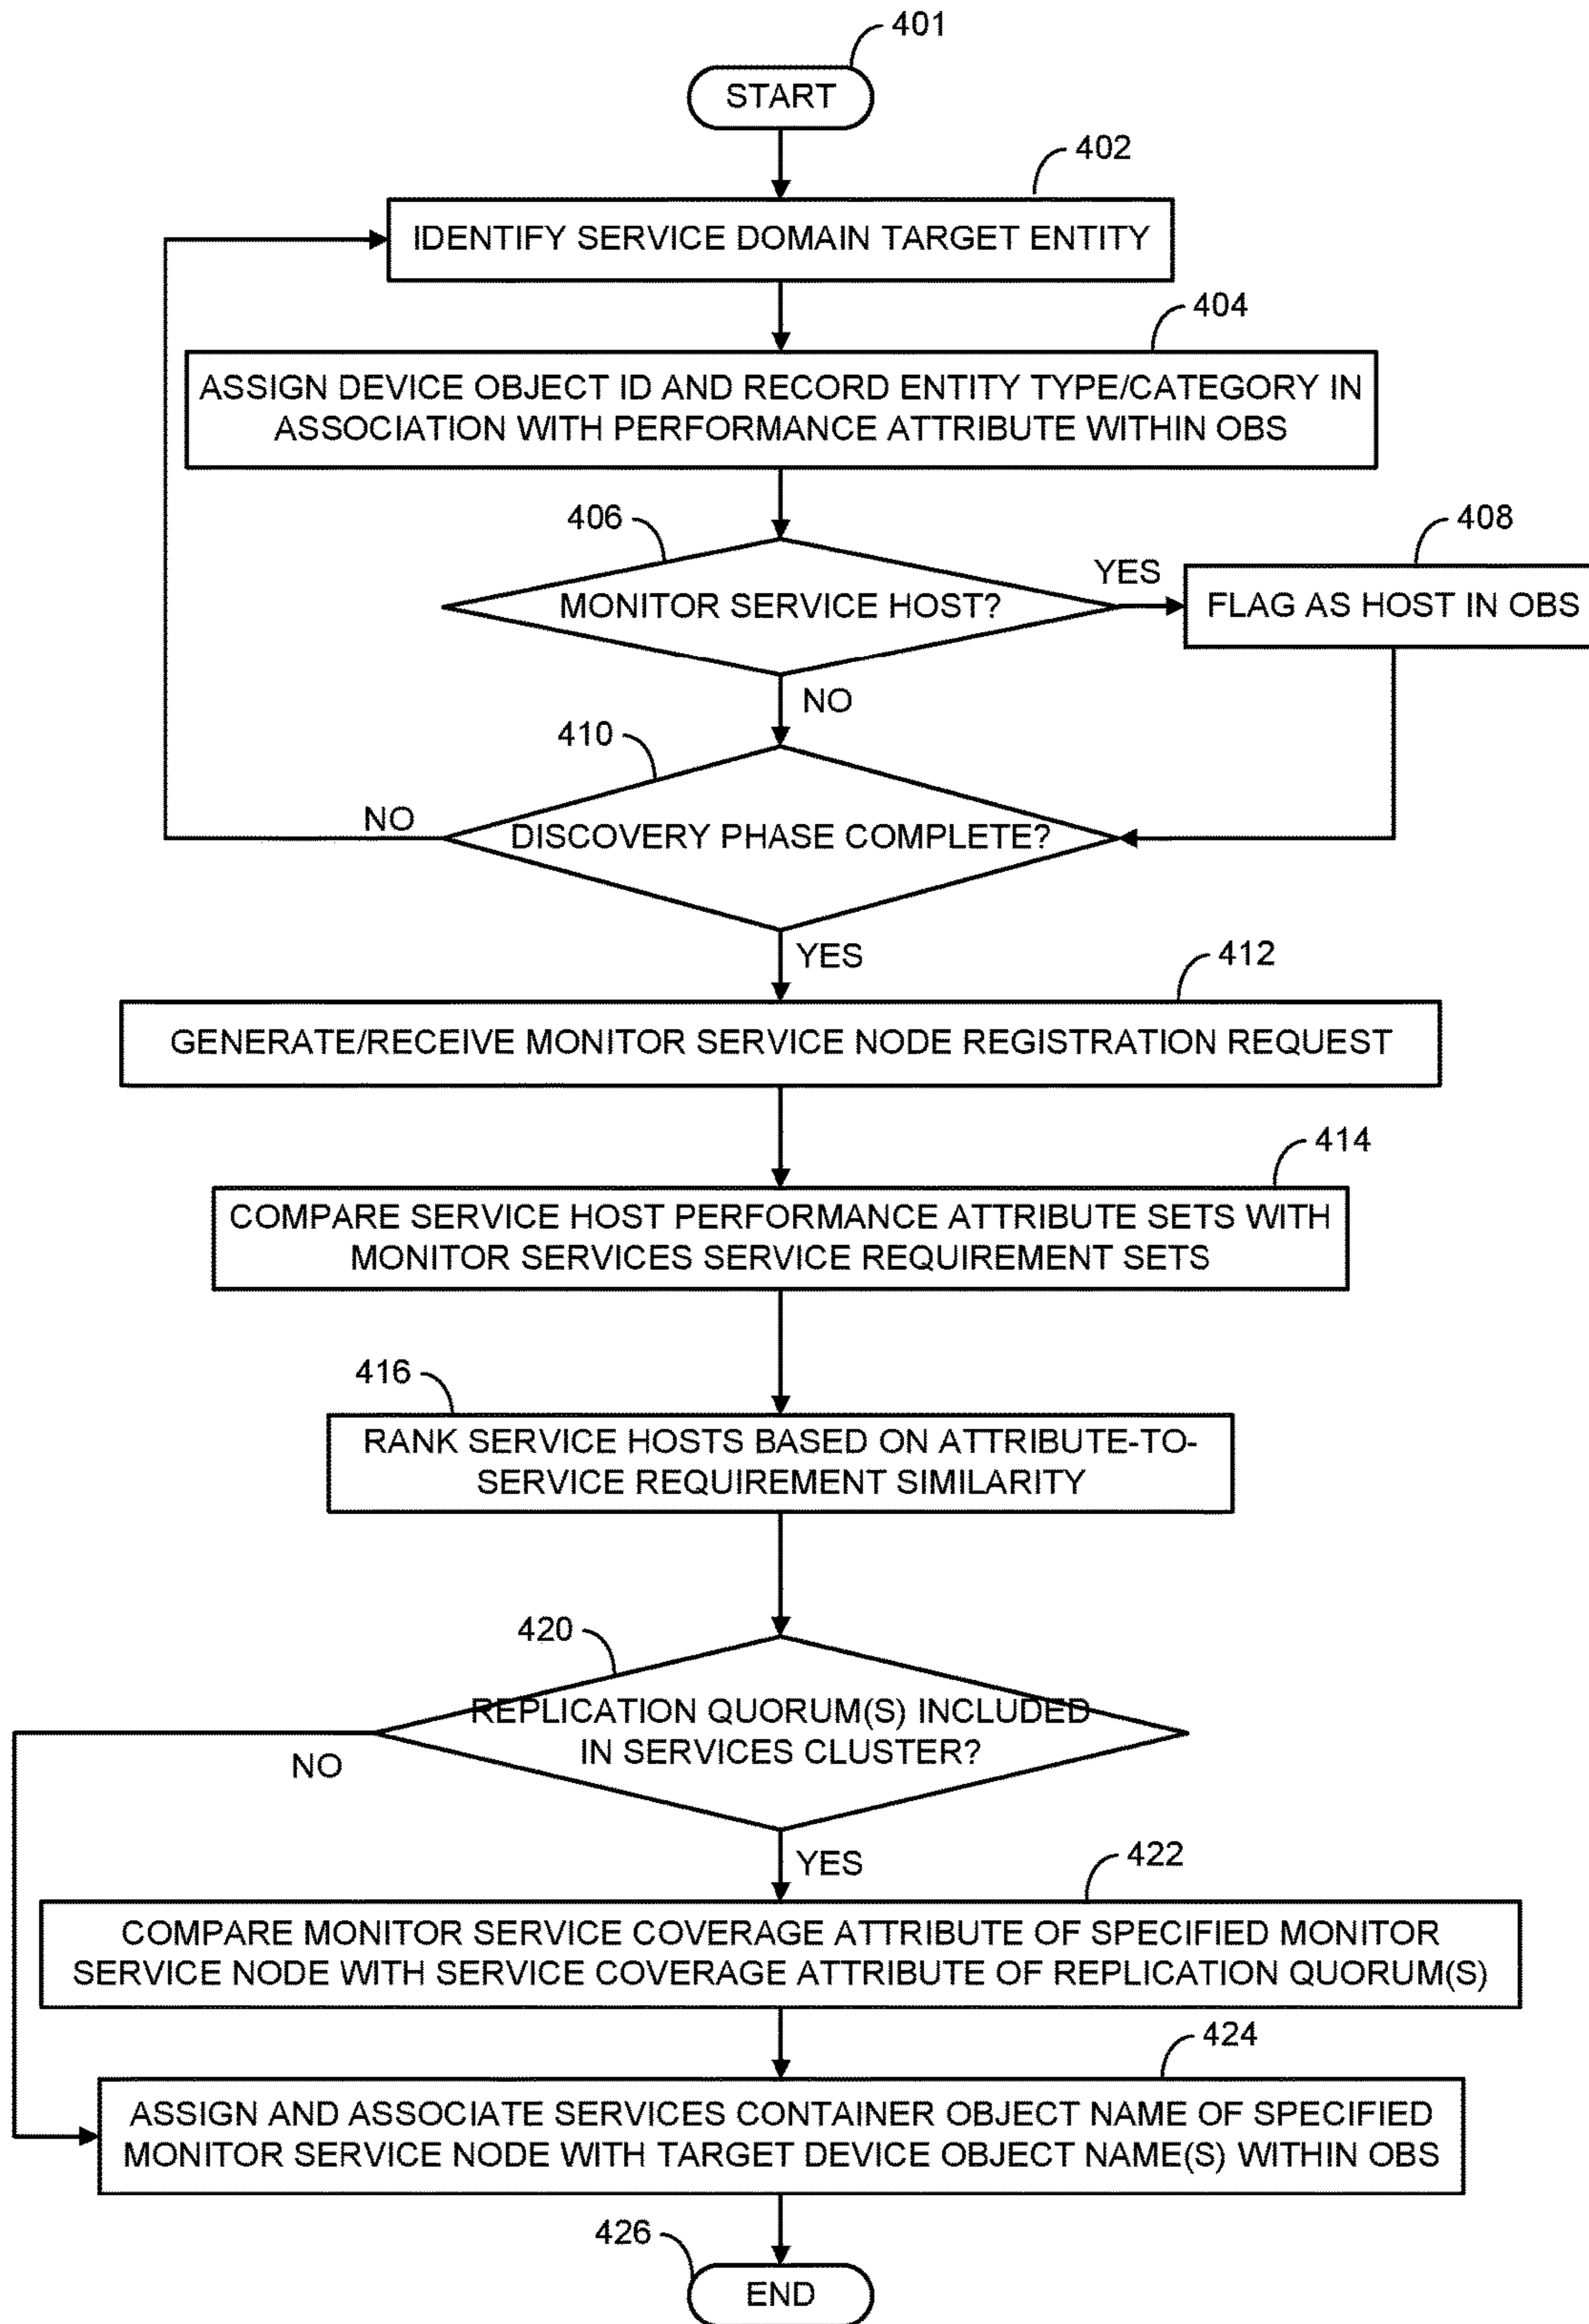 401
START
402
IDENTIFY SERVICE DOMAIN TARGET ENTITY
404
ASSIGN DEVICE OBJECT ID AND RECORD ENTITY TYPE/CATEGORY IN
ASSOCIATION WITH PERFORMANCE ATTRIBUTE WITHIN OBS
406
MONITOR SERVICE HOST?
YES
408
FLAG AS HOST IN OBS
NO
410
DISCOVERY PHASE COMPLETE?
NO
YES
412
GENERATE/RECEIVE MONITOR SERVICE NODE REGISTRATION REQUEST
414
COMPARE SERVICE HOST PERFORMANCE ATTRIBUTE SETS WITH
MONITOR SERVICES SERVICE REQUIREMENT SETS
416
RANK SERVICE HOSTS BASED ON ATTRIBUTE-TO-
SERVICE REQUIREMENT SIMILARITY
420
REPLICATION QUORUM(S) INCLUDED
IN SERVICES CLUSTER?
NO
YES
422
COMPARE MONITOR SERVICE COVERAGE ATTRIBUTE OF SPECIFIED MONITOR
SERVICE NODE WITH SERVICE COVERAGE ATTRIBUTE OF REPLICATION QUORUM(S)
424
ASSIGN AND ASSOCIATE SERVICES CONTAINER OBJECT NAME OF SPECIFIED
MONITOR SERVICE NODE WITH TARGET DEVICE OBJECT NAME(S) WITHIN OBS
426
END